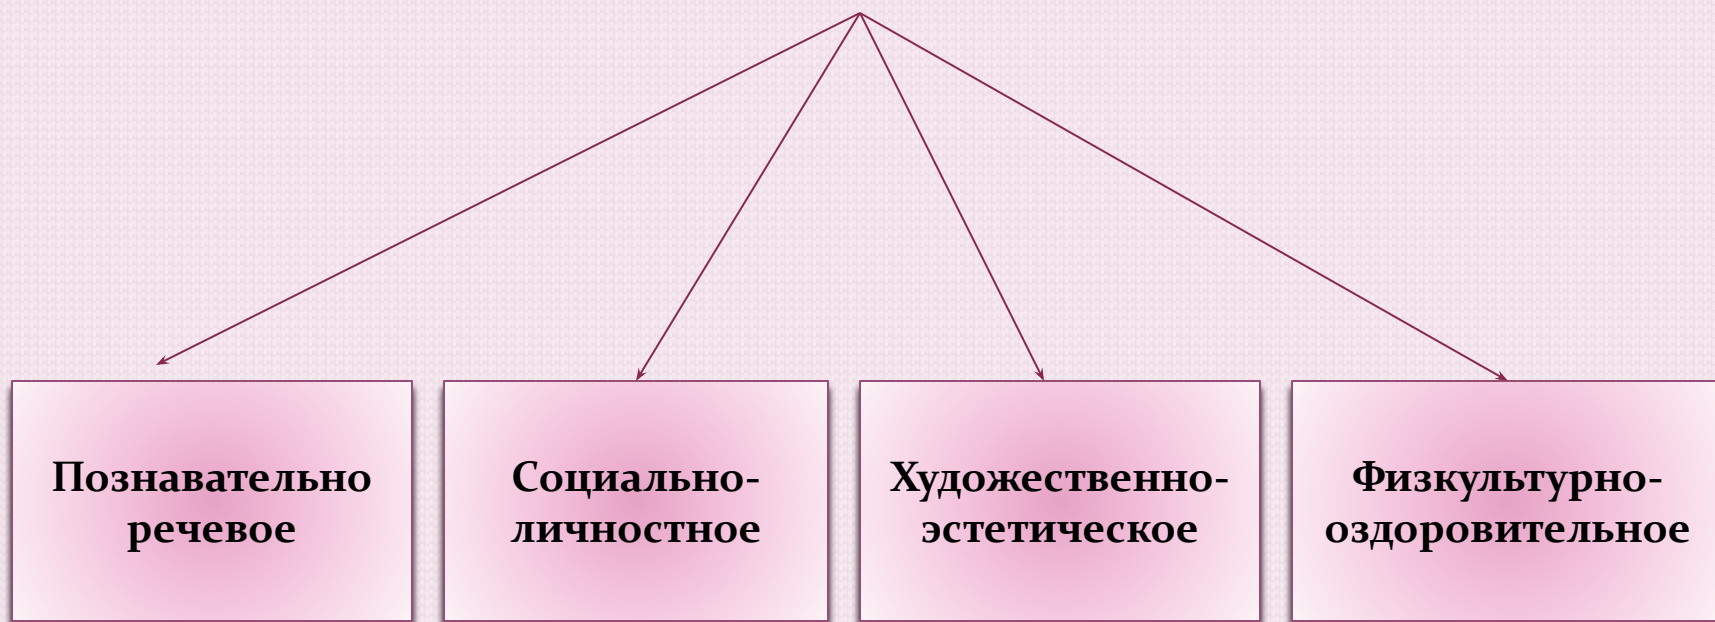 Познавательно
речевое
Социально-
личностное
Художественно-
эстетическое
Физкультурно-
оздоровительное